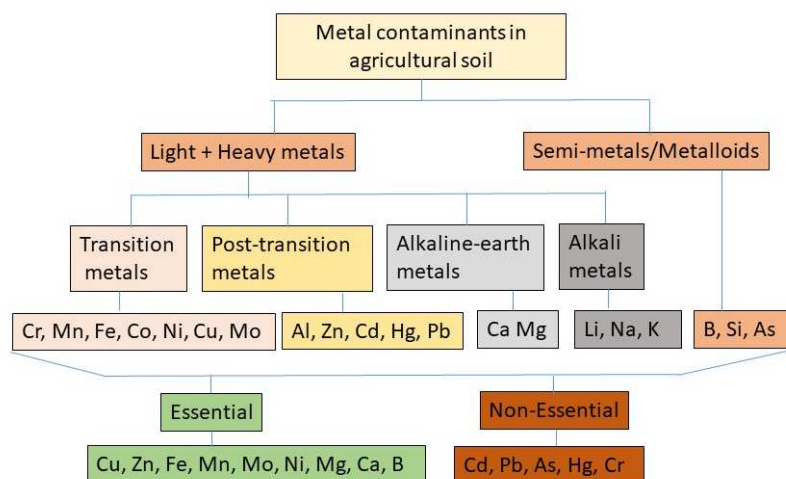 Metal contaminants in
agricultural soil
Light + Heavy metals
Semi-metals/Metalloids
Transition
metals
Post-transition
metals
Alkaline-earth
metals
Alkali
metals
Cr, Mn, Fe, Co, Ni, Cu, Mo
Al, Zn, Cd, Hg, Pb
Ca Mg
Li, Na, K
B, Si, As
Essential
Non-Essential
Cu, Zn, Fe, Mn, Mo, Ni, Mg, Ca, B
Cd, Pb, As, Hg, Cr